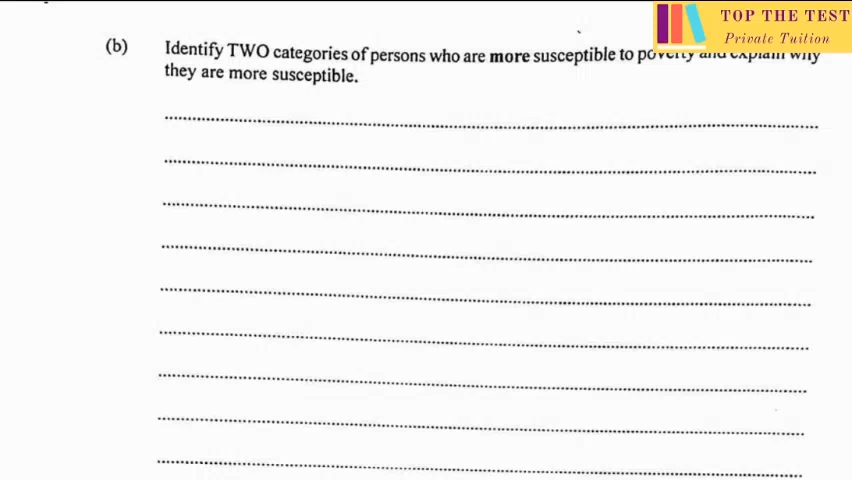 TOP THE TEST
Private Tuition
(b) Identify TWO categories of persons who are more susceptible to poverty and explain why
they are more susceptible.